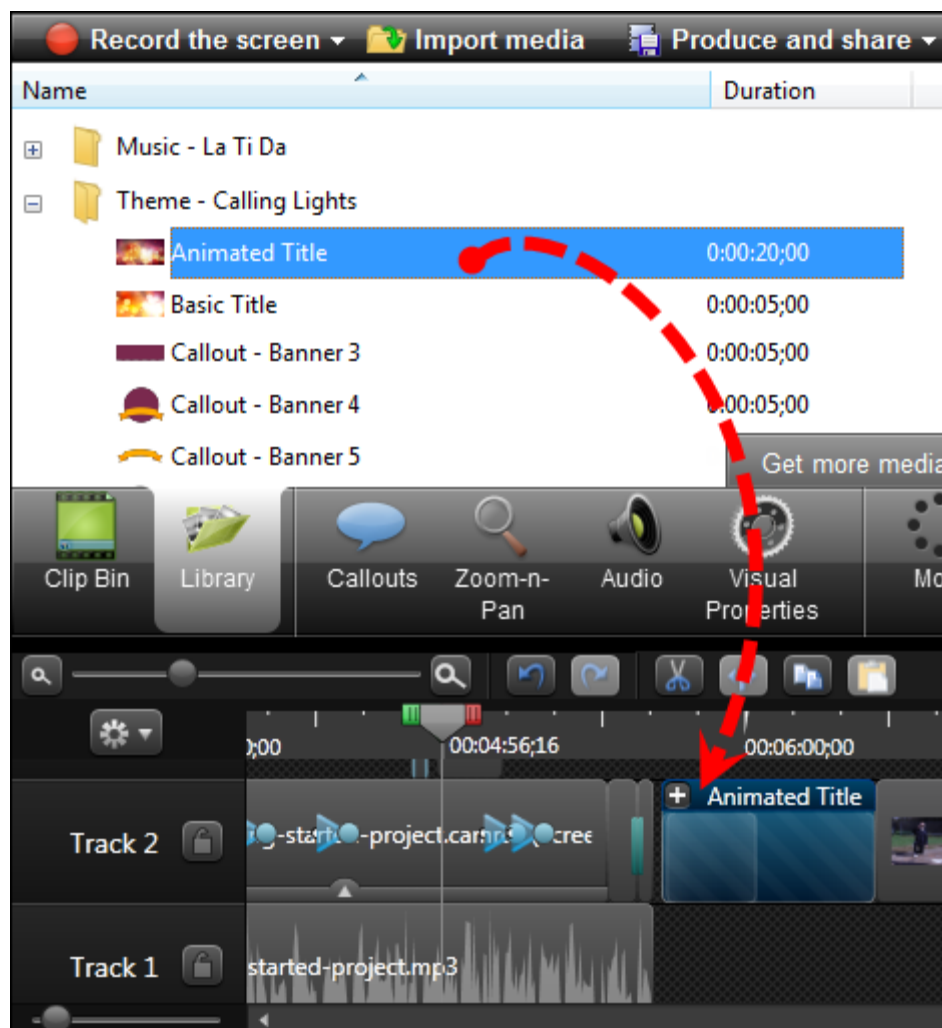 Record the screen Import media Produce and share
Name Duration
Music - La Ti Da
Theme - Calling Lights
Animated Title 0:00:20;00
Basic Title 0:00:05;00
Callout - Banner 3 0:00:05;00
Callout - Banner 4 0:00:05;00
Callout - Banner 5
Get more media
Clip Bin Library Callouts Zoom-n- Audio Visual
Pan Properties
00:04:56;16 00:06:00;00
Animated Title
Track 2
Track 1 started-project.mp3